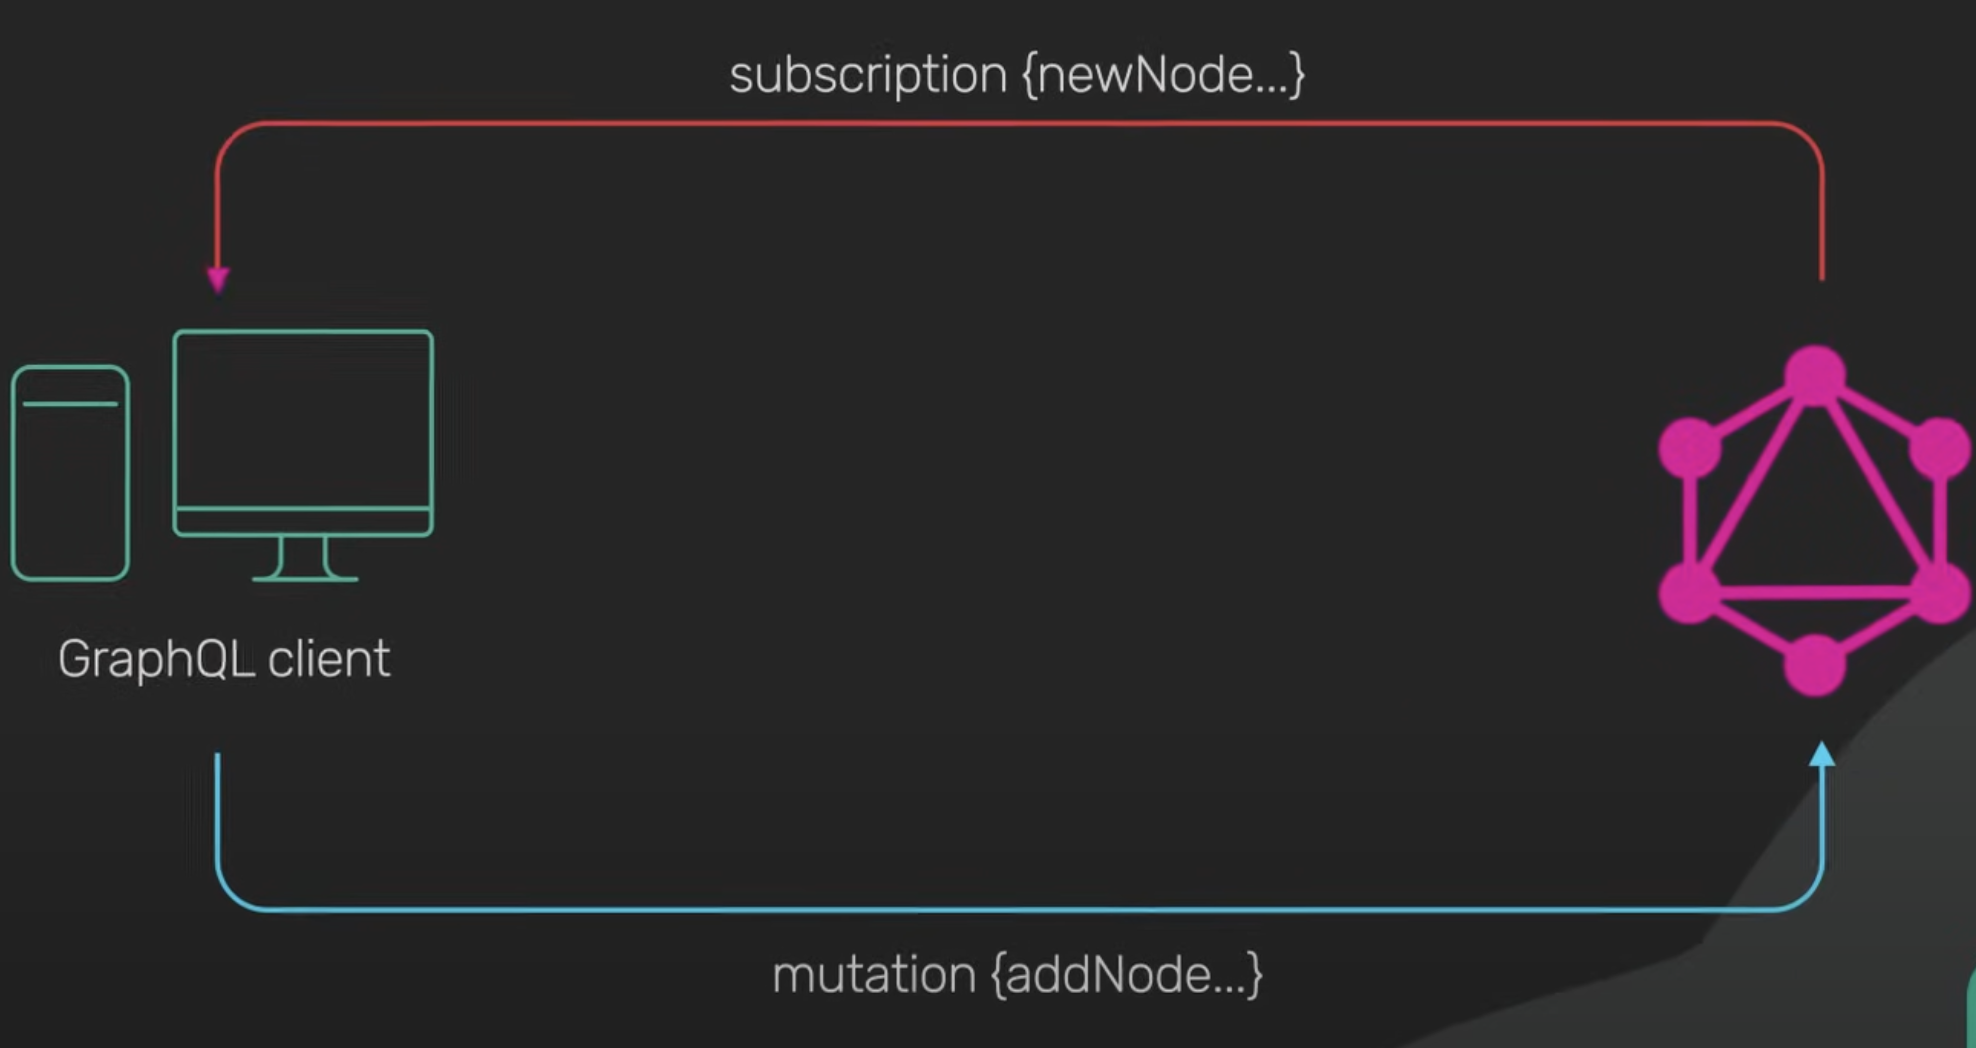 subscription {newNode...}
GraphQL client
mutation {addNode...}